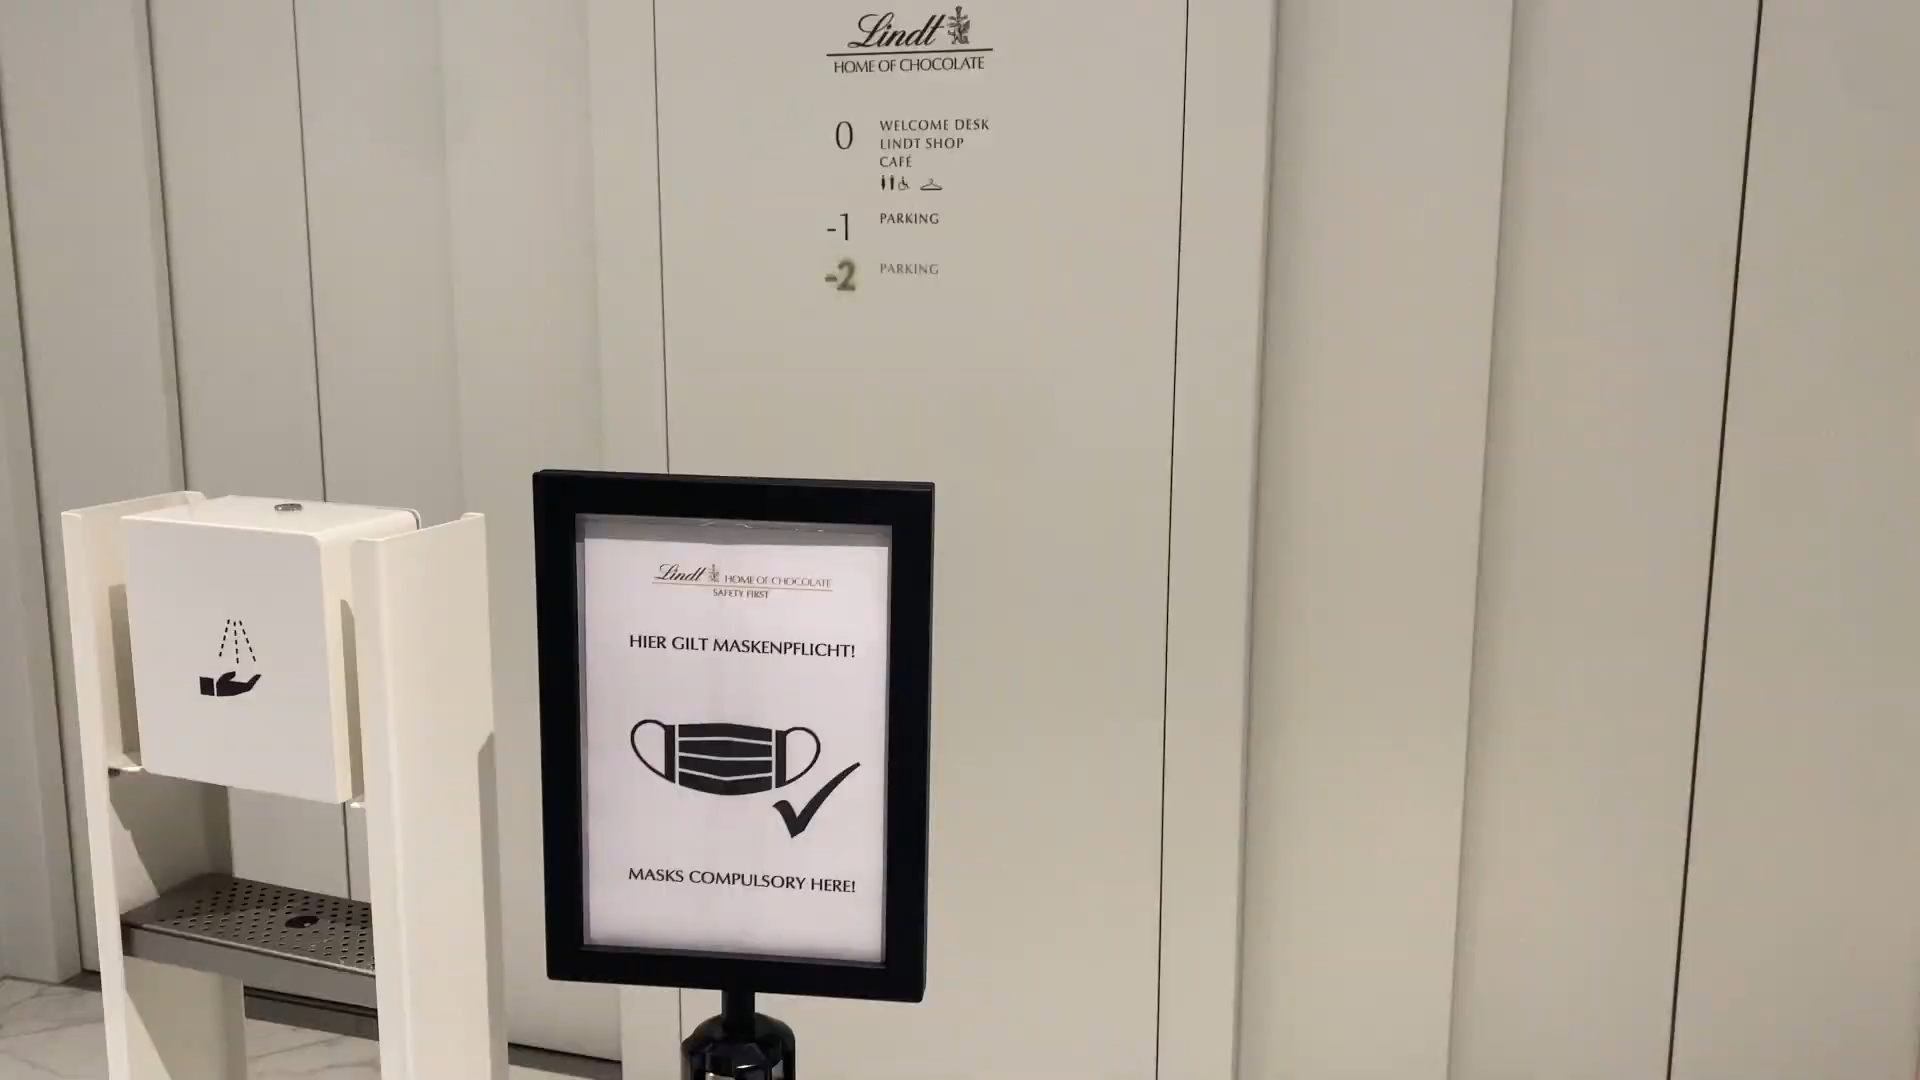 Lindt
HOME OF CHOCOLATE
0 WELCOME DESK
LINDT SHOP
CAFÉ
-1 PARKING
-2 PARKING
Lindt HOME OF CHOCOLATE
SAFETY FIRST
HIER GILT MASKENPFLICHT!
MASKS COMPULSORY HERE!